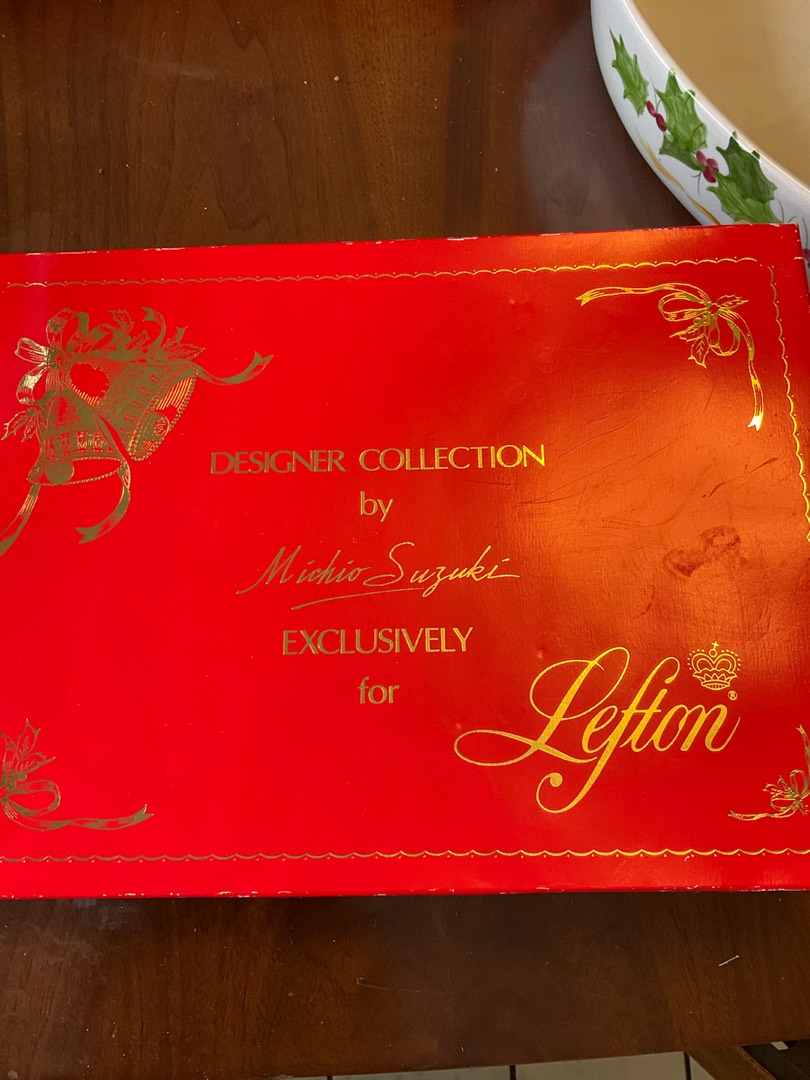 DESIGNER COLLECTION
by
Michio Suzuki
EXCLUSIVELY
for
Lefton®